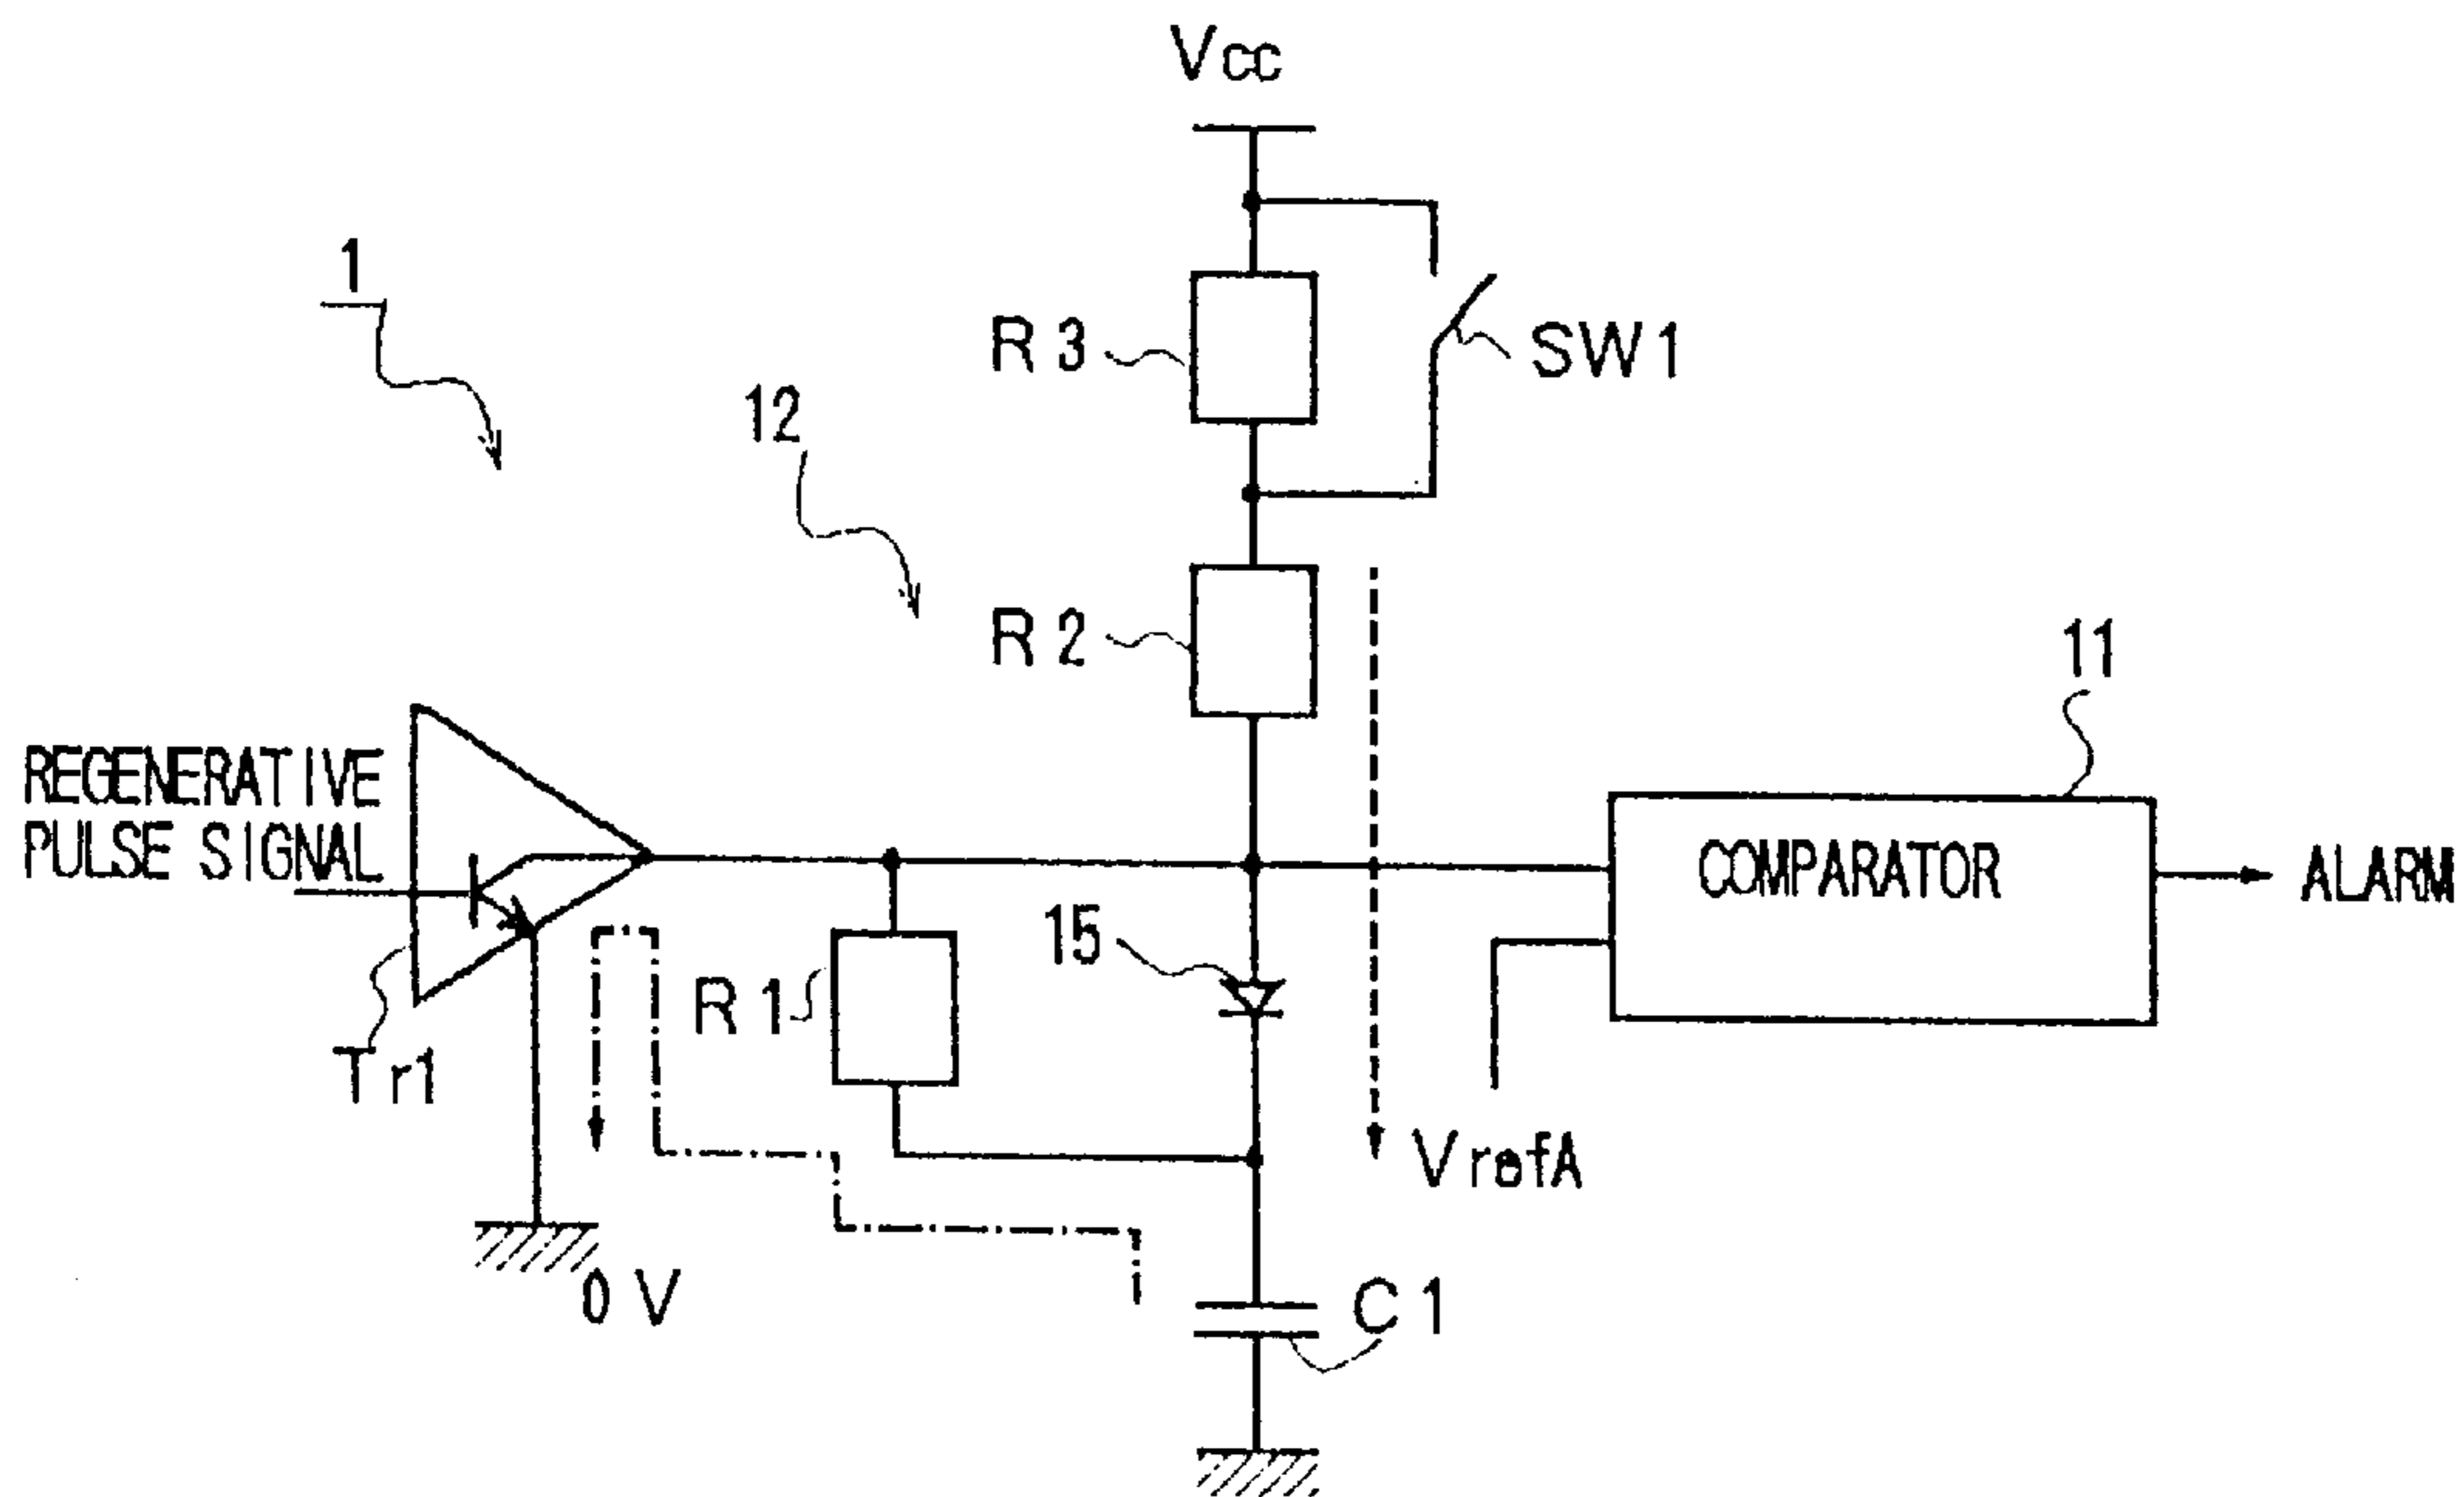 Vcc
1
R3
SW1
12
R2
11
REGENERATIVE
PULSE SIGNAL
COMPARATOR
ALARM
15
R1
Tr1
VrefA
0V
C1